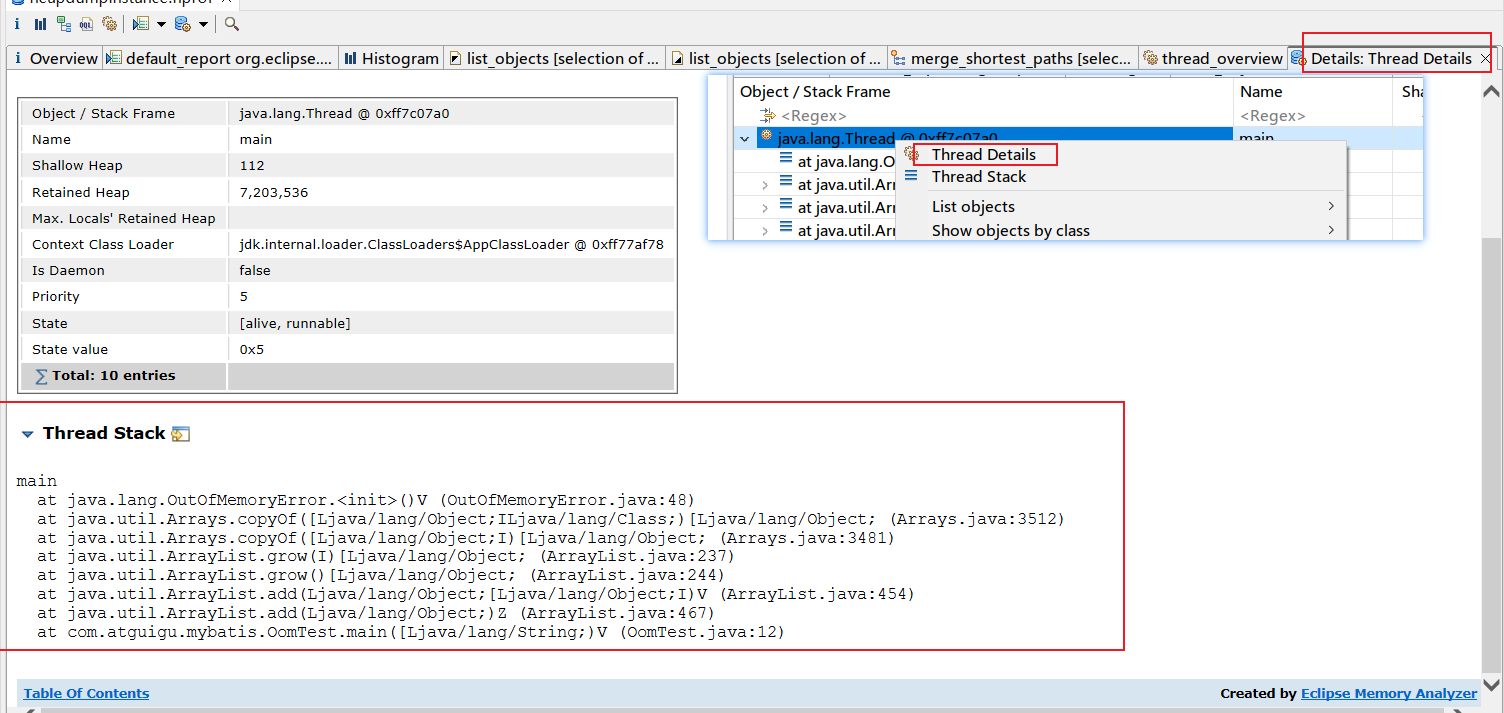 i Overview default_report org.eclipse.... Histogram list_objects [selection of ... list_objects [selection of ... merge_shortest_paths [selec... thread_overview Details: Thread Details
Object / Stack Frame java.lang.Thread @ 0xff7c07a0
Name main
Shallow Heap 112
Retained Heap 7,203,536
Max. Locals' Retained Heap
Context Class Loader jdk.internal.loader.ClassLoaders$AppClassLoader @ 0xff77af78
Is Daemon false
Priority 5
State [alive, runnable]
State value 0x5
∑ Total: 10 entries
Object / Stack Frame Name
<Regex> <Regex>
java.lang.Thread @ 0xff7c07a0 main
at java.lang.O
at java.util.Arr
at java.util.Arr
at java.util.Arr
Thread Details
Thread Stack
List objects
Show objects by class
Thread Stack
main
at java.lang.OutOfMemoryError.<init>()V (OutOfMemoryError.java:48)
at java.util.Arrays.copyOf([Ljava/lang/Object;ILjava/lang/Class;)[Ljava/lang/Object; (Arrays.java:3512)
at java.util.Arrays.copyOf([Ljava/lang/Object;I)[Ljava/lang/Object; (Arrays.java:3481)
at java.util.ArrayList.grow(I)[Ljava/lang/Object; (ArrayList.java:237)
at java.util.ArrayList.grow()[Ljava/lang/Object; (ArrayList.java:244)
at java.util.ArrayList.add(Ljava/lang/Object;[Ljava/lang/Object;I)V (ArrayList.java:454)
at java.util.ArrayList.add(Ljava/lang/Object;)Z (ArrayList.java:467)
at com.atguigu.mybatis.OomTest.main([Ljava/lang/String;)V (OomTest.java:12)
Table Of Contents Created by Eclipse Memory Analyzer